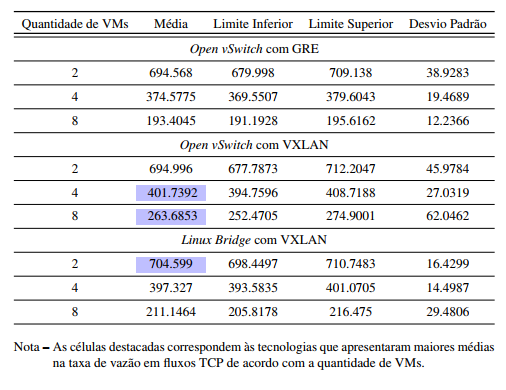 Quantidade de VMs Média Limite Inferior Limite Superior Desvio Padrão
Open vSwitch com GRE
2 694.568 679.998 709.138 38.9283
4 374.5775 369.5507 379.6043 19.4689
8 193.4045 191.1928 195.6162 12.2366
Open vSwitch com VXLAN
2 694.996 677.7873 712.2047 45.9784
4 401.7392 394.7596 408.7188 27.0319
8 263.6853 252.4705 274.9001 62.0462
Linux Bridge com VXLAN
2 704.599 698.4497 710.7483 16.4299
4 397.327 393.5835 401.0705 14.4987
8 211.1464 205.8178 216.475 29.4806
Nota – As células destacadas correspondem às tecnologias que apresentaram maiores médias
na taxa de vazão em fluxos TCP de acordo com a quantidade de VMs.